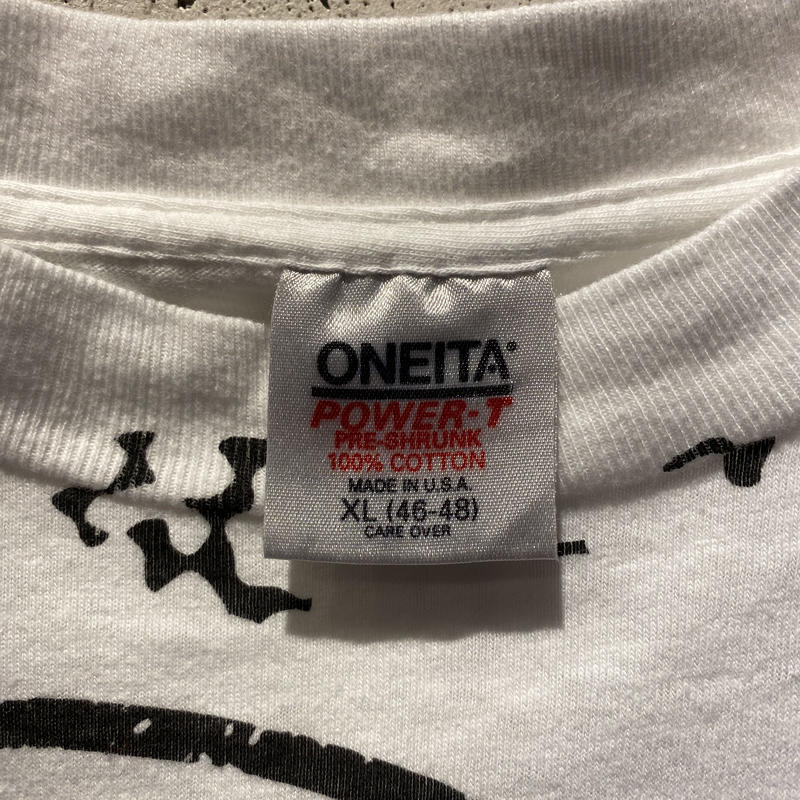 ONEITA®
POWER-T
PRE-SHRUNK
100% COTTON
MADE IN U.S.A.
XL (46-48)
CARE OVER